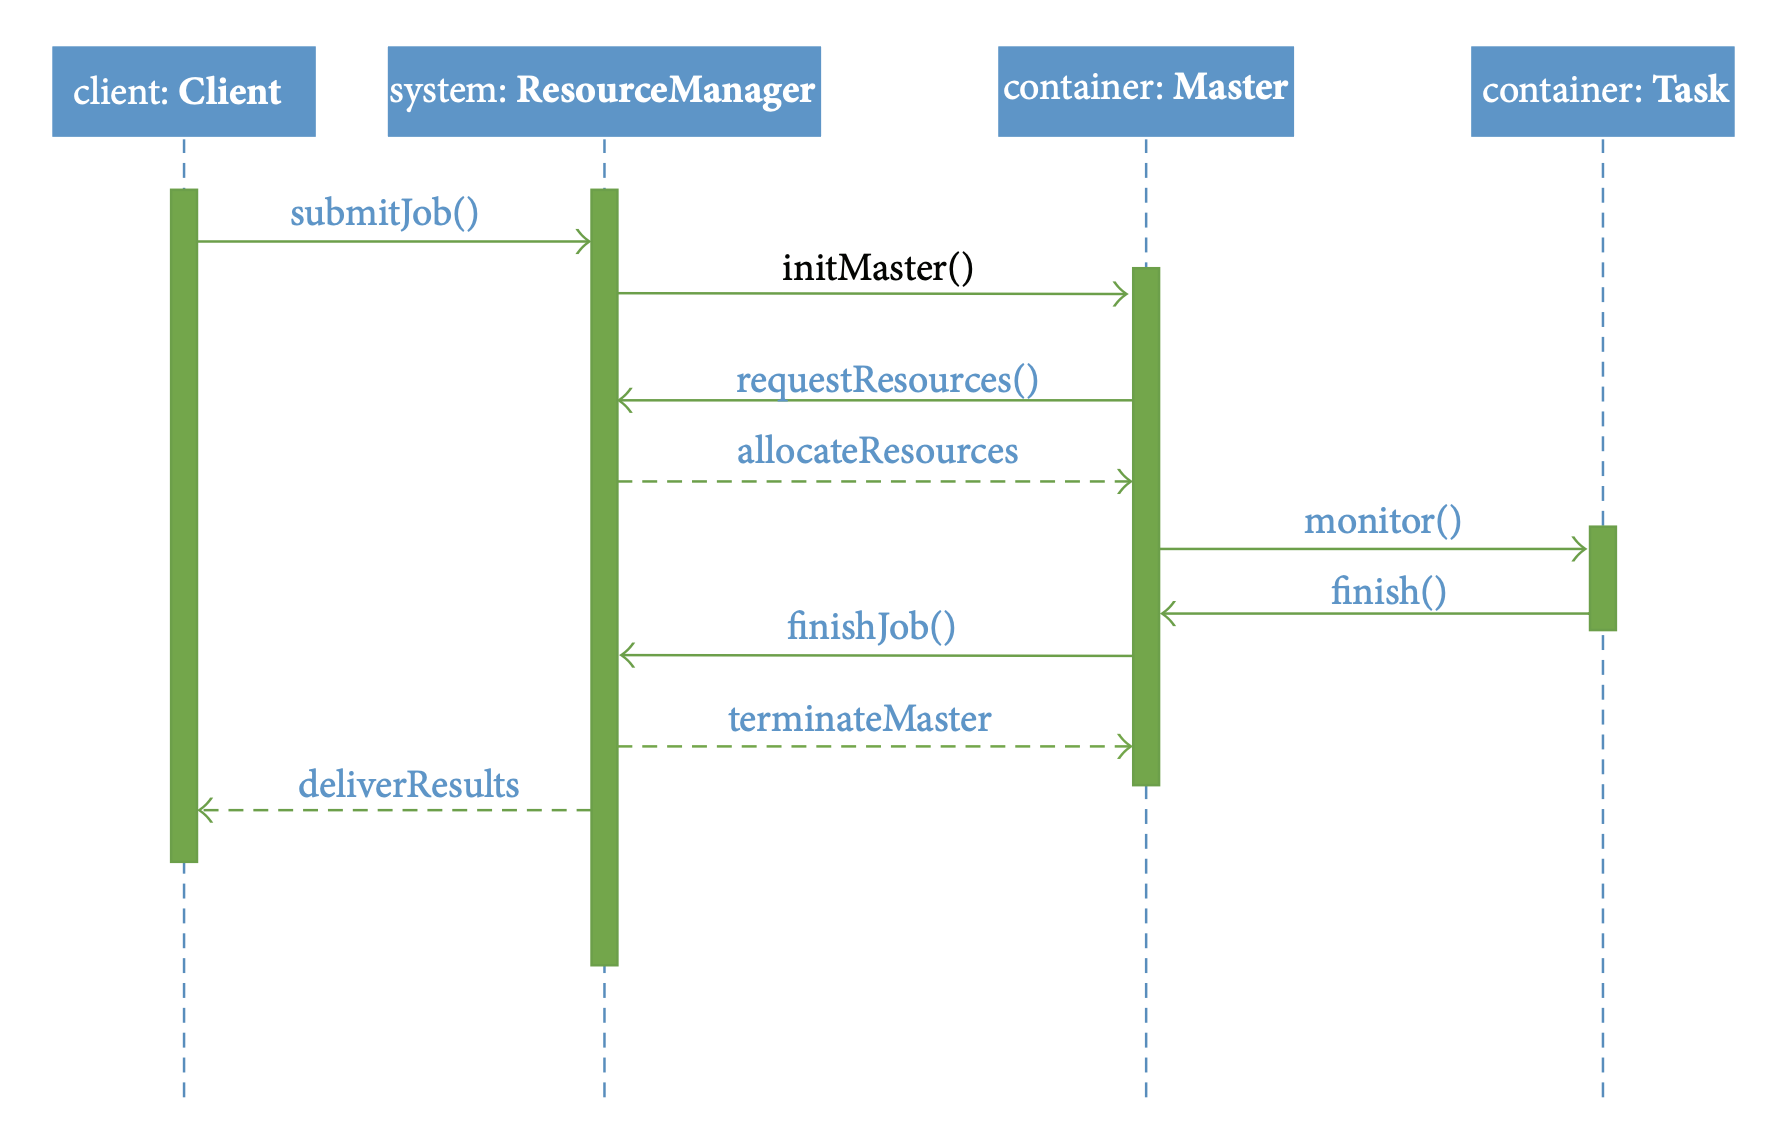 client: Client
system: ResourceManager
container: Master
container: Task
submitJob()
initMaster()
requestResources()
allocateResources
monitor()
finish()
finishJob()
terminateMaster
deliverResults